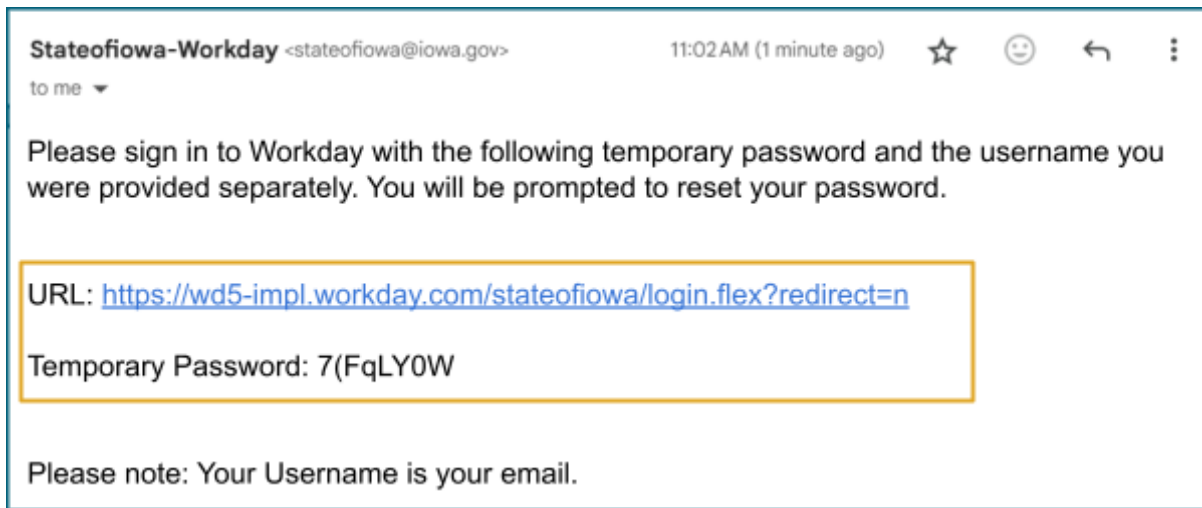 Stateofiowa-Workday <stateofiowa@iowa.gov> 11:02 AM (1 minute ago)
to me
Please sign in to Workday with the following temporary password and the username you
were provided separately. You will be prompted to reset your password.
URL: https://wd5-impl.workday.com/stateofiowa/login.flex?redirect=n
Temporary Password: 7(FqLY0W
Please note: Your Username is your email.